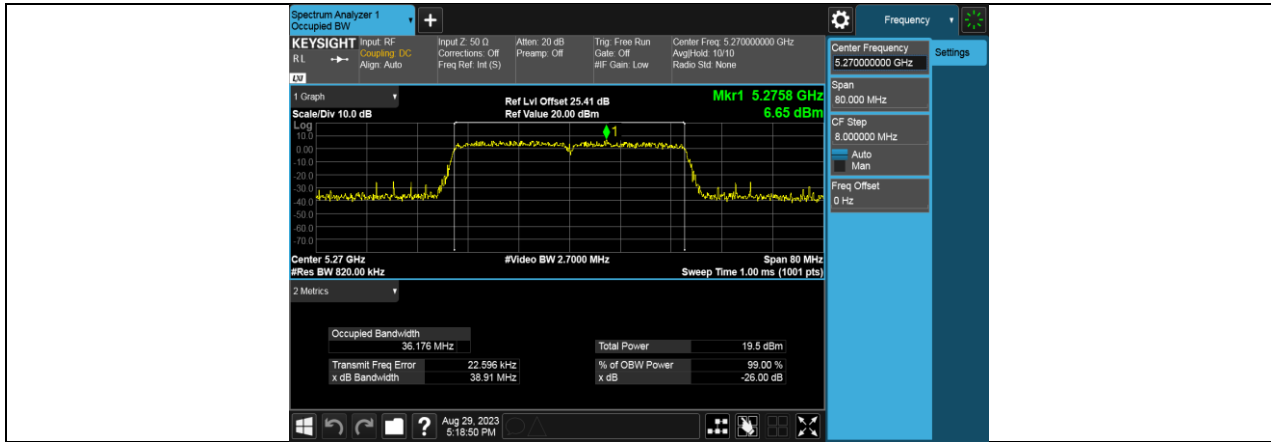 Spectrum Analyzer 1
Occupied BW
+
Frequency
KEYSIGHT
R L
LXI
Input: RF
Coupling: DC
Align: Auto
Input Z: 50 Ω
Corrections: Off
Freq Ref: Int (S)
Atten: 20 dB
Preamp: Off
Trig: Free Run
Gate: Off
#IF Gain: Low
Center Freq: 5.270000000 GHz
Avg|Hold: 10/10
Radio Std: None
Center Frequency
5.270000000 GHz
Settings
Span
80.000 MHz
CF Step
8.000000 MHz
Auto
Man
Freq Offset
0 Hz
1 Graph
Ref Lvl Offset 25.41 dB
Mkr1 5.2758 GHz
Scale/Div 10.0 dB
Ref Value 20.00 dBm
6.65 dBm
Log
1
10.0
0.00
-10.0
-20.0
-30.0
-40.0
-50.0
-60.0
-70.0
Center 5.27 GHz
#Video BW 2.7000 MHz
Span 80 MHz
#Res BW 820.00 kHz
Sweep Time 1.00 ms (1001 pts)
2 Metrics
Occupied Bandwidth
36.176 MHz
Total Power 19.5 dBm
Transmit Freq Error 22.596 kHz
% of OBW Power 99.00 %
x dB Bandwidth 38.91 MHz
x dB -26.00 dB
?
Aug 29, 2023
5:18:50 PM